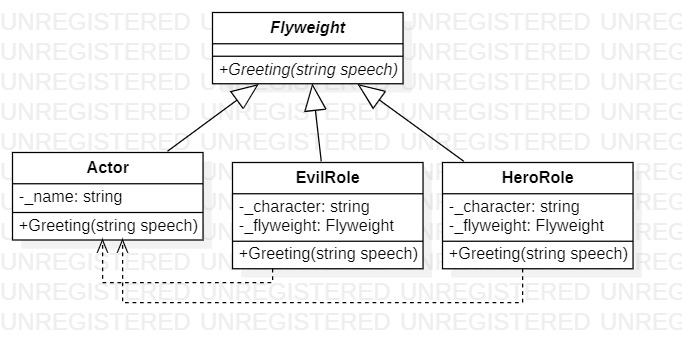 Flyweight
+Greeting(string speech)
Actor
-_name: string
+Greeting(string speech)
EvilRole
-_character: string
-_flyweight: Flyweight
+Greeting(string speech)
HeroRole
-_character: string
-_flyweight: Flyweight
+Greeting(string speech)
UNREGISTERED UNREGISTERED UNREGISTERED UNREGISTERED